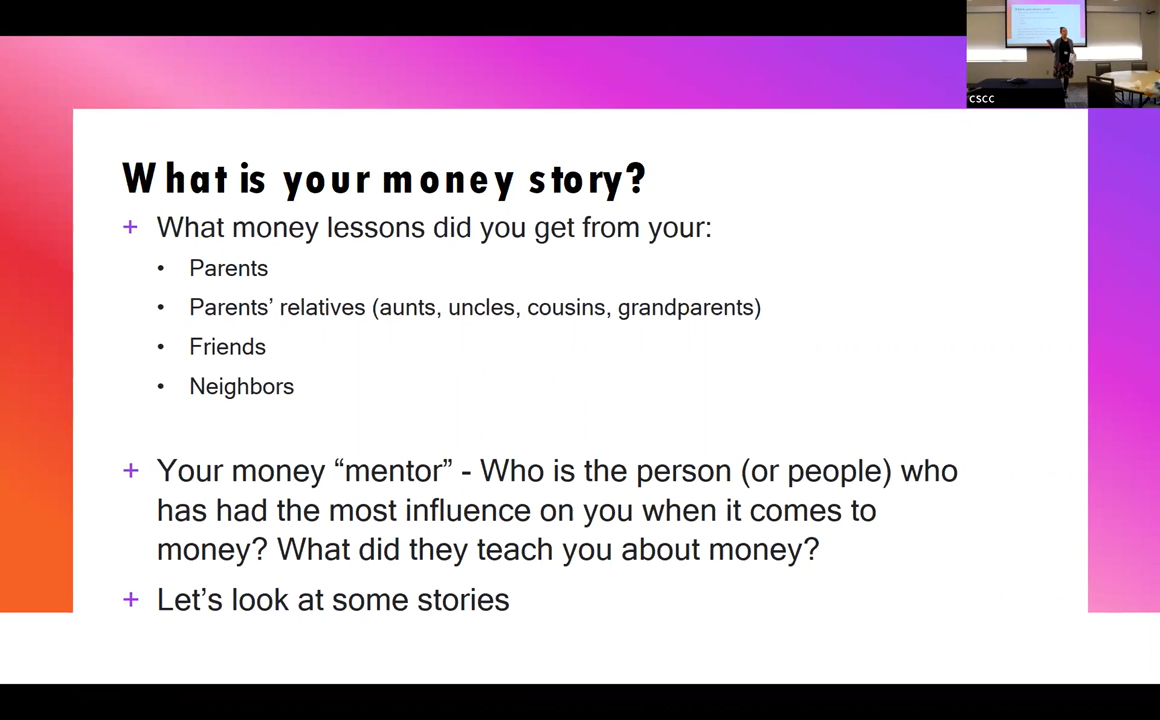 CSCC
What is your money story?
+ What money lessons did you get from your:
• Parents
• Parents’ relatives (aunts, uncles, cousins, grandparents)
• Friends
• Neighbors
+ Your money “mentor” - Who is the person (or people) who
has had the most influence on you when it comes to
money? What did they teach you about money?
+ Let’s look at some stories